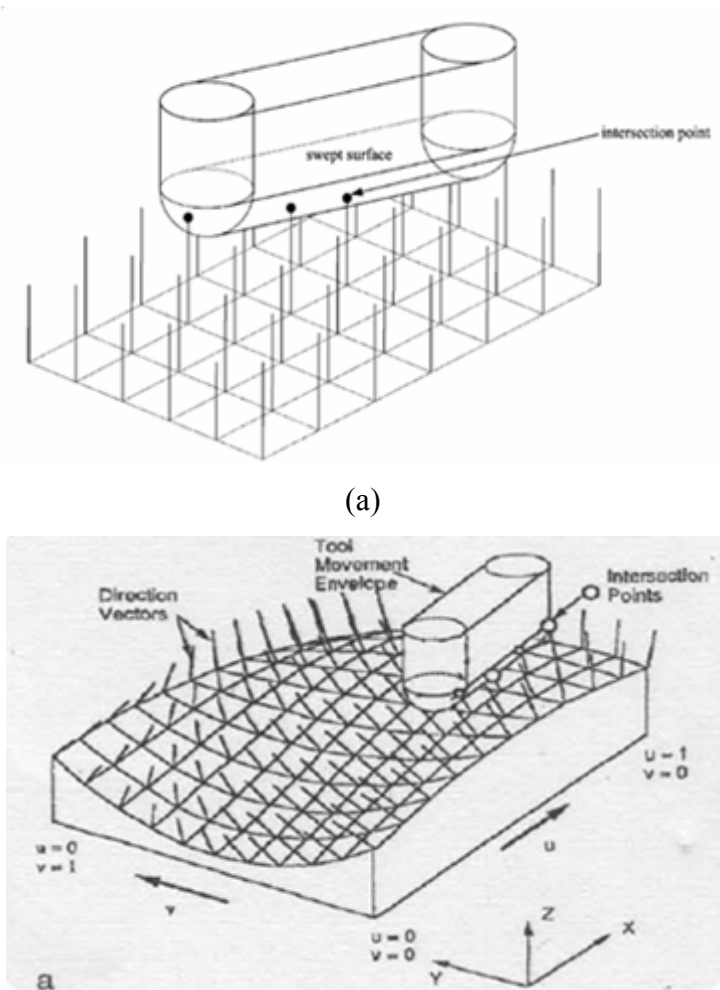 swept surface
intersection point
(a)
Tool
Movement
Envelope
Direction
Vectors
Intersection
Points
u = 1
v = 0
u
u = 0
v = 1
v
u = 0
v = 0
Z
X
Y
a